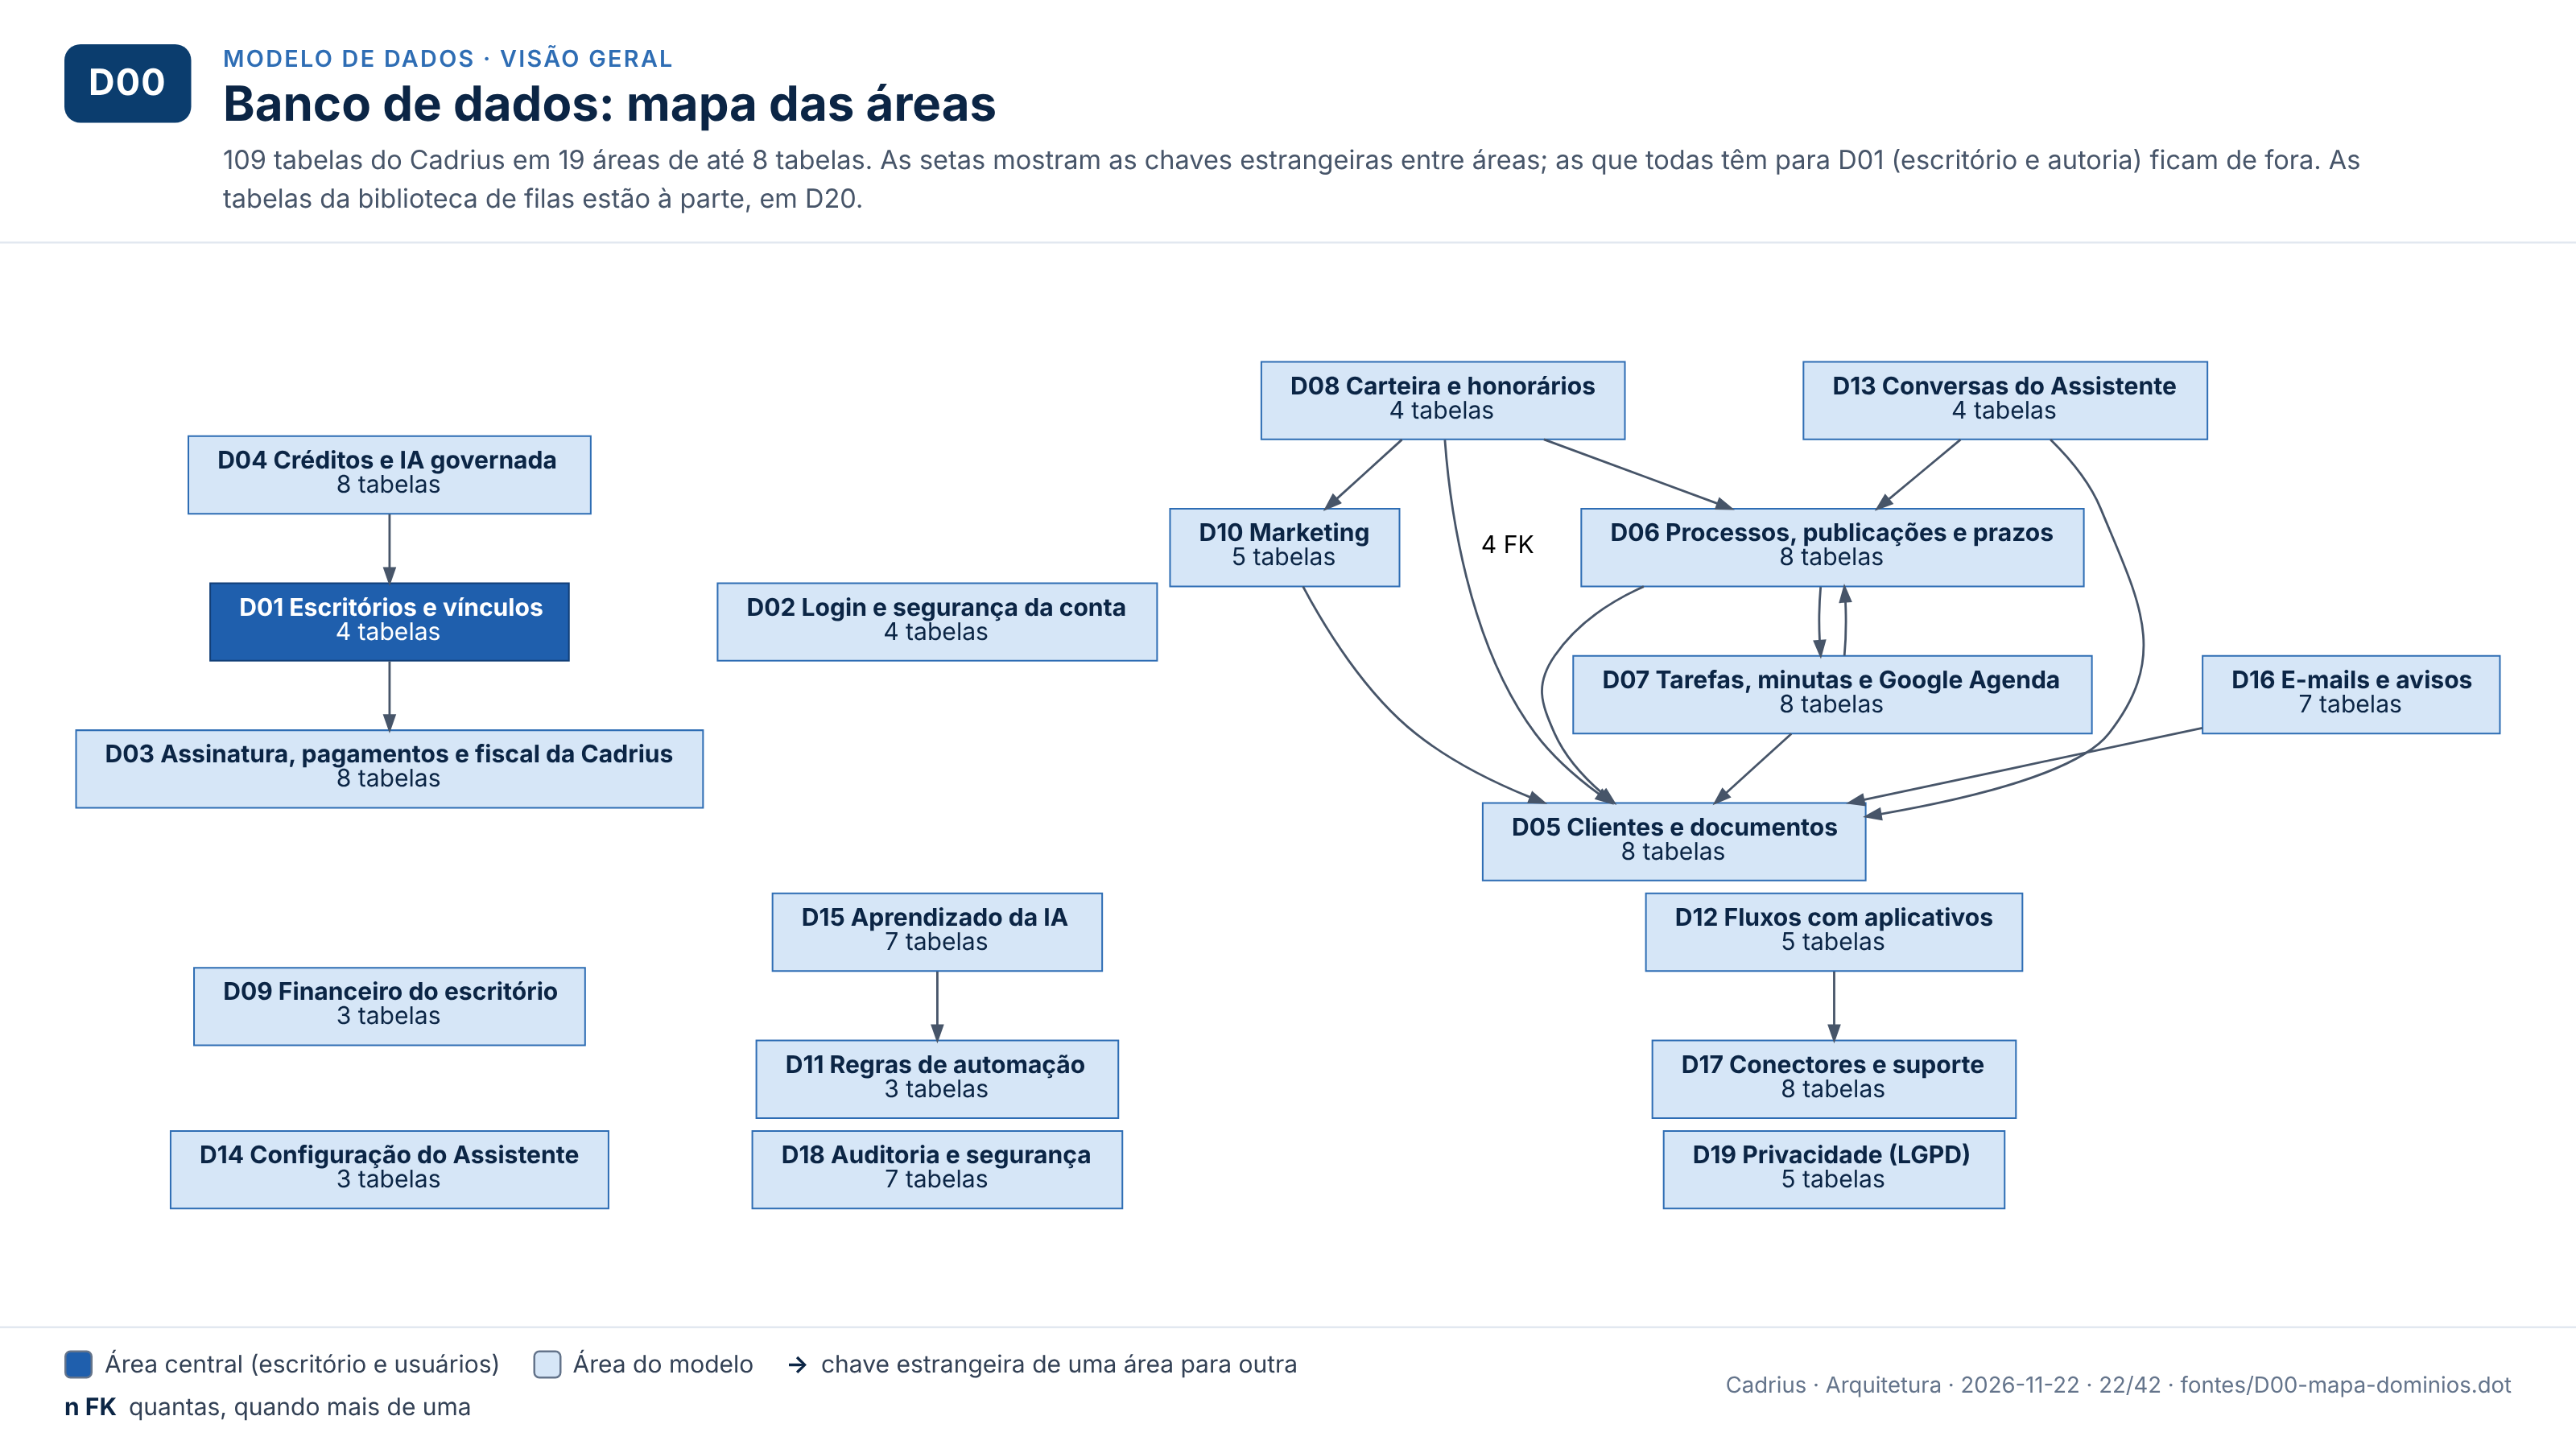 D00
MODELO DE DADOS · VISÃO GERAL
Banco de dados: mapa das áreas
109 tabelas do Cadrius em 19 áreas de até 8 tabelas. As setas mostram as chaves estrangeiras entre áreas; as que todas têm para D01 (escritório e autoria) ficam de fora. As
tabelas da biblioteca de filas estão à parte, em D20.
D08 Carteira e honorários
4 tabelas
D13 Conversas do Assistente
4 tabelas
D04 Créditos e IA governada
8 tabelas
D10 Marketing
5 tabelas
4 FK
D06 Processos, publicações e prazos
8 tabelas
D01 Escritórios e vínculos
4 tabelas
D02 Login e segurança da conta
4 tabelas
D07 Tarefas, minutas e Google Agenda
8 tabelas
D16 E-mails e avisos
7 tabelas
D03 Assinatura, pagamentos e fiscal da Cadrius
8 tabelas
D05 Clientes e documentos
8 tabelas
D15 Aprendizado da IA
7 tabelas
D12 Fluxos com aplicativos
5 tabelas
D09 Financeiro do escritório
3 tabelas
D11 Regras de automação
3 tabelas
D17 Conectores e suporte
8 tabelas
D14 Configuração do Assistente
3 tabelas
D18 Auditoria e segurança
7 tabelas
D19 Privacidade (LGPD)
5 tabelas
Área central (escritório e usuários)
Área do modelo
→ chave estrangeira de uma área para outra
n FK quantas, quando mais de uma
Cadrius · Arquitetura · 2026-11-22 · 22/42 · fontes/D00-mapa-dominios.dot